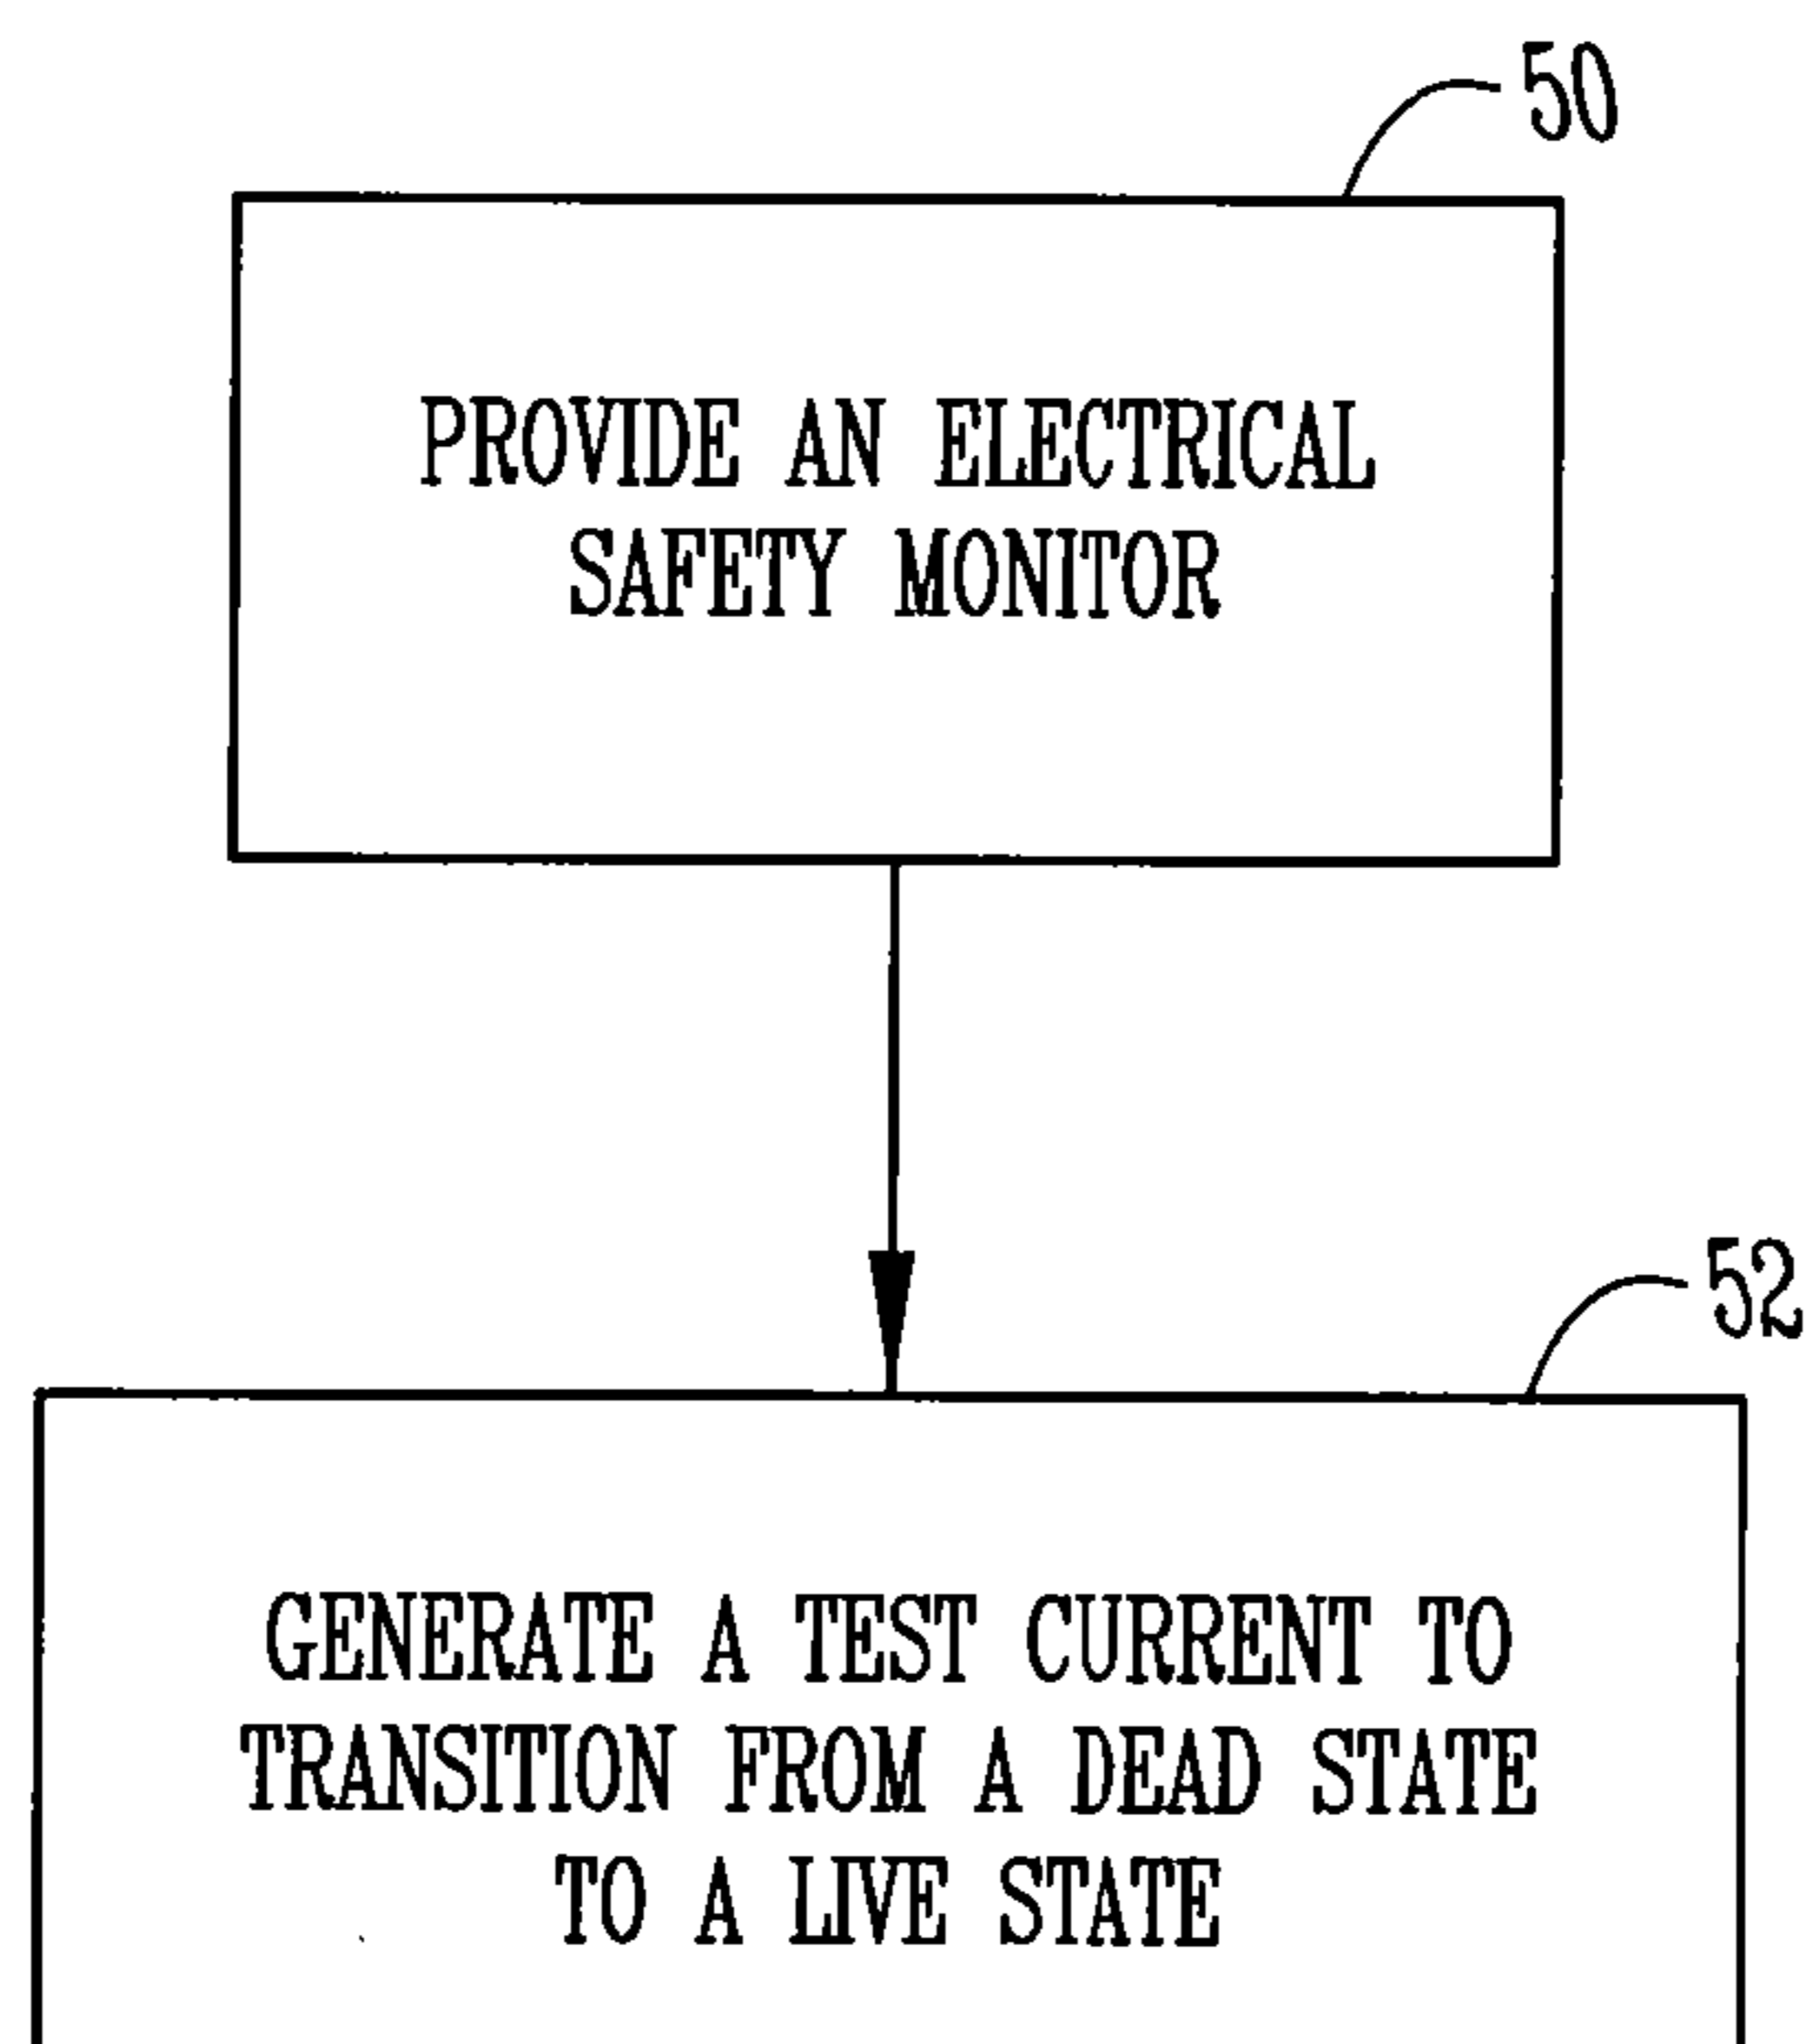 50
PROVIDE AN ELECTRICAL
SAFETY MONITOR
52
GENERATE A TEST CURRENT TO
TRANSITION FROM A DEAD STATE
TO A LIVE STATE